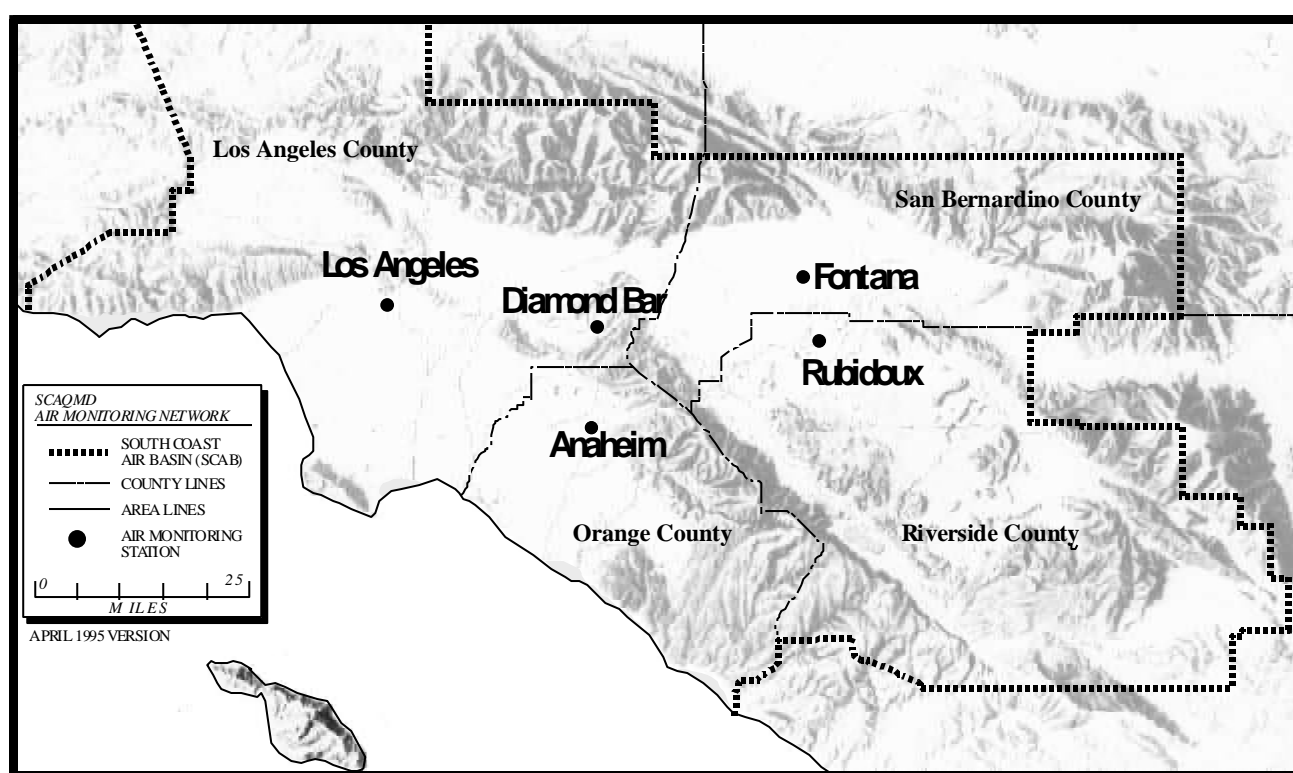 Los Angeles County
San Bernardino County
Los Angeles
Fontana
Diamond Bar
Rubidoux
Anaheim
Orange County
Riverside County
SCAQMD
AIR MONITORING NETWORK
SOUTH COAST
AIR BASIN (SCAB)
COUNTY LINES
AREA LINES
AIR MONITORING
STATION
0 25
MILES
APRIL 1995 VERSION